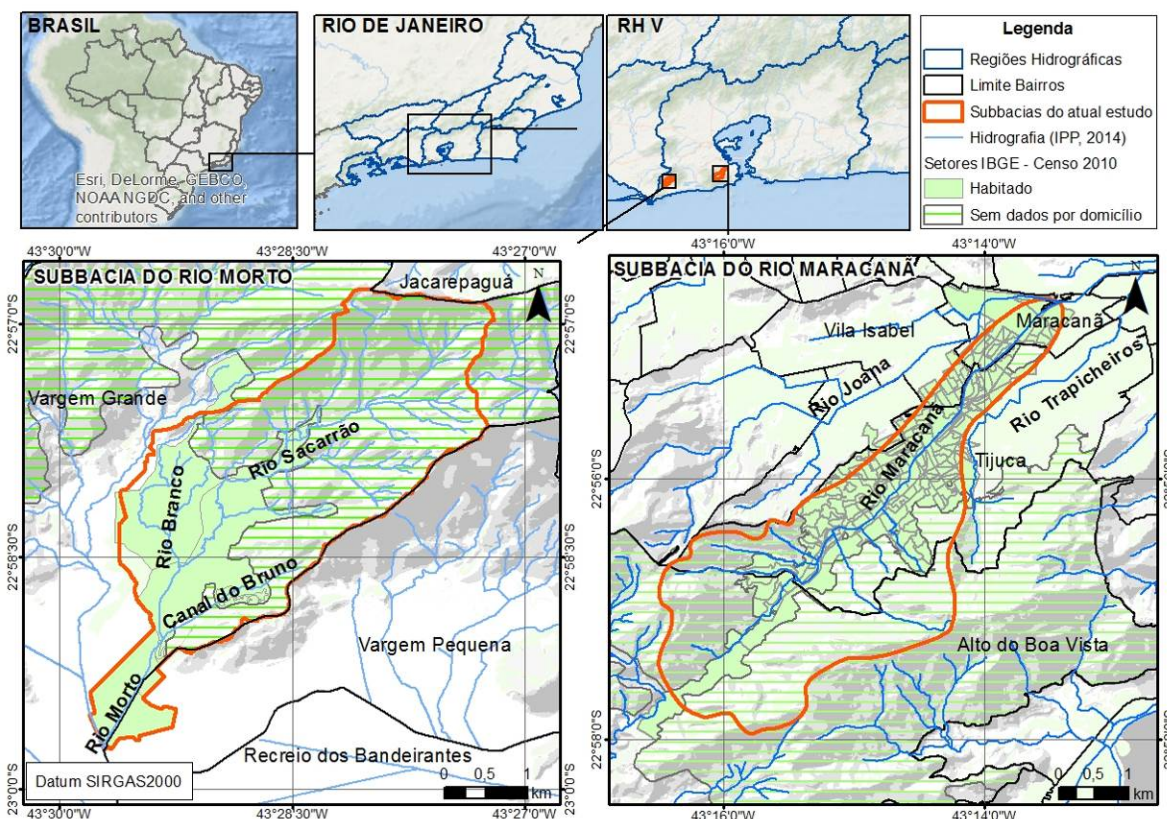 BRASIL
Esri, DeLorme, GEBCO,
NOAA NGDC, and other
contributors
RIO DE JANEIRO
RH V
Legenda
Regiões Hidrográficas
Limite Bairros
Subbacias do atual estudo
Hidrografia (IPP, 2014)
Setores IBGE - Censo 2010
Habitado
Sem dados por domicílio
43°30'0"W
43°28'30"W
43°27'0"W
SUBBACIA DO RIO MORTO
Jacarepaguá
N
22°57'0"S
22°57'0"S
Vargem Grande
Rio Sacarrão
Rio Branco
22°58'30"S
22°58'30"S
Canal do Bruno
Vargem Pequena
Rio Morto
Recreio dos Bandeirantes
Datum SIRGAS2000
0 0,5 1
km
23°0'0"S
43°30'0"W
43°28'30"W
43°27'0"W
43°16'0"W
43°14'0"W
SUBBACIA DO RIO MARACANÃ
N
Maracanã
Vila Isabel
Rio Joana
Rio Trapicheiros
Rio Maracanã
Tijuca
22°56'0"S
Alto do Boa Vista
22°58'0"S
22°58'0"S
0 0,5 1
km
43°16'0"W
43°14'0"W